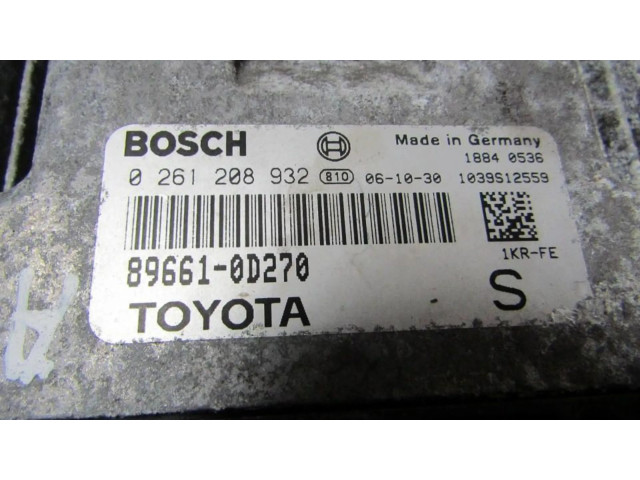 BOSCH
Made in Germany
1884 0536
0 261 208 932 810 06-10-30 1039S12559
89661-0D270
1KR-FE
TOYOTA
S
A